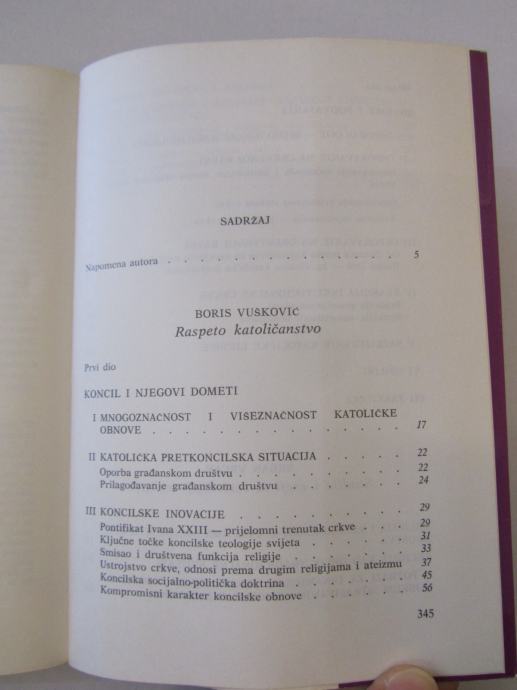 SADRŽAJ
Napomena autora . . . . . . . . . . . . . . . . 5
BORIS VUŠKOVIĆ
Raspeto katoličanstvo
Prvi dio
KONCIL I NJEGOVI DOMETI
I MNOGOZNAČNOST I VIŠEZNAČNOST KATOLIČKE
OBNOVE . . . . . . . . . . . . . 17
II KATOLIČKA PRETKONCILSKA SITUACIJA . . . . . 22
Oporba građanskom društvu . . . . . . . . . 22
Prilagođavanje građanskom društvu . . . . . . . 24
III KONCILSKE INOVACIJE . . . . . . . . . 29
Pontifikat Ivana XXIII — prijelomni trenutak crkve . . . 29
Ključne točke koncilske teologije svijeta . . . . . 31
Smisao i društvena funkcija religije . . . . . . 33
Ustrojstvo crkve, odnosi prema drugim religijama i ateizmu 37
Koncilska socijalno-politička doktrina . . . . . . 45
Kompromisni karakter koncilske obnove . . . . . 56
345